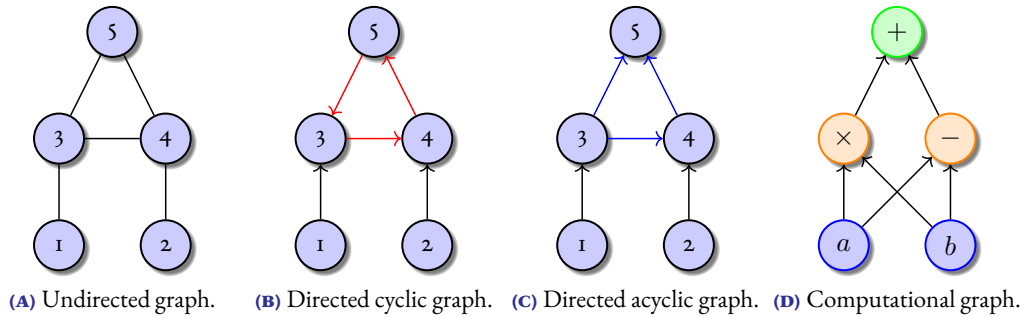 5 5 5 +
3 4 3 4 3 4 × −
1 2 1 2 1 2 a b
(A) Undirected graph. (B) Directed cyclic graph. (C) Directed acyclic graph. (D) Computational graph.